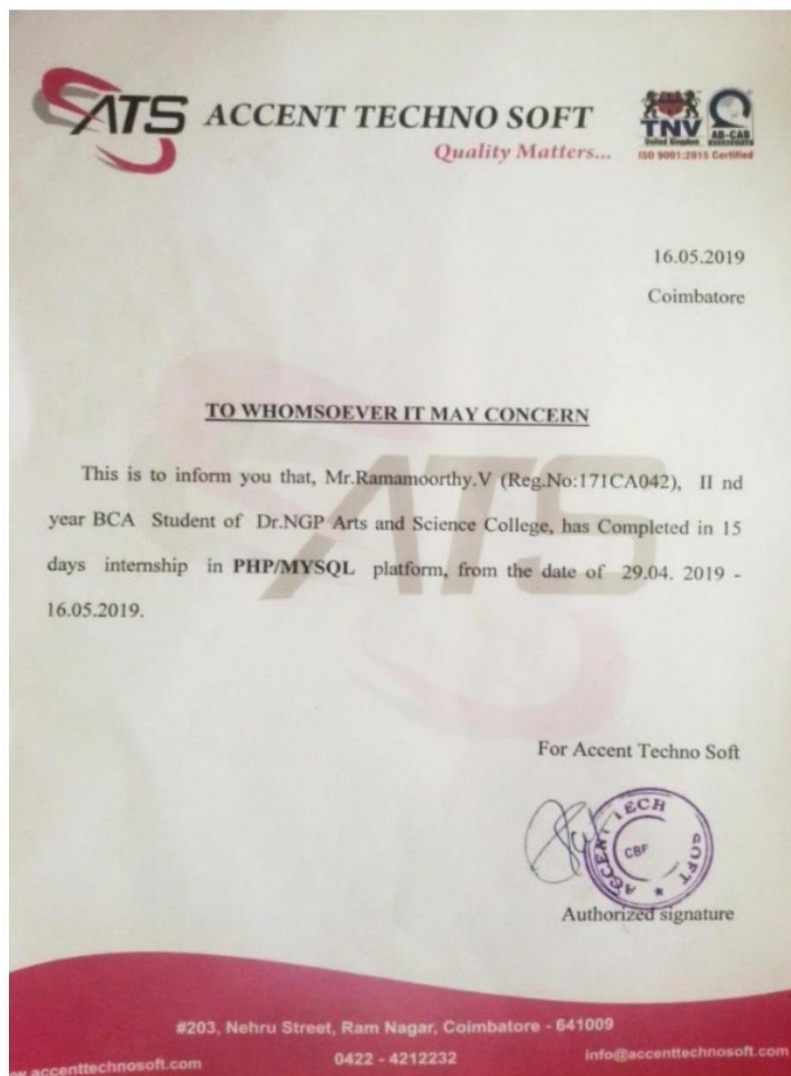 ATS ACCENT TECHNO SOFT
Quality Matters...
TNV
United Kingdom
AB-CAB
ISO 9001:2015 Certified
16.05.2019
Coimbatore
TO WHOMSOEVER IT MAY CONCERN
This is to inform you that, Mr.Ramamoorthy.V (Reg.No:171CA042), II nd
year BCA Student of Dr.NGP Arts and Science College, has Completed in 15
days internship in PHP/MYSQL platform, from the date of 29.04. 2019 -
16.05.2019.
ATS
For Accent Techno Soft
ACCENT TECH SOFT
CBF
Authorized signature
#203, Nehru Street, Ram Nagar, Coimbatore - 641009
accenttechnosoft.com 0422 - 4212232 info@accenttechnosoft.com